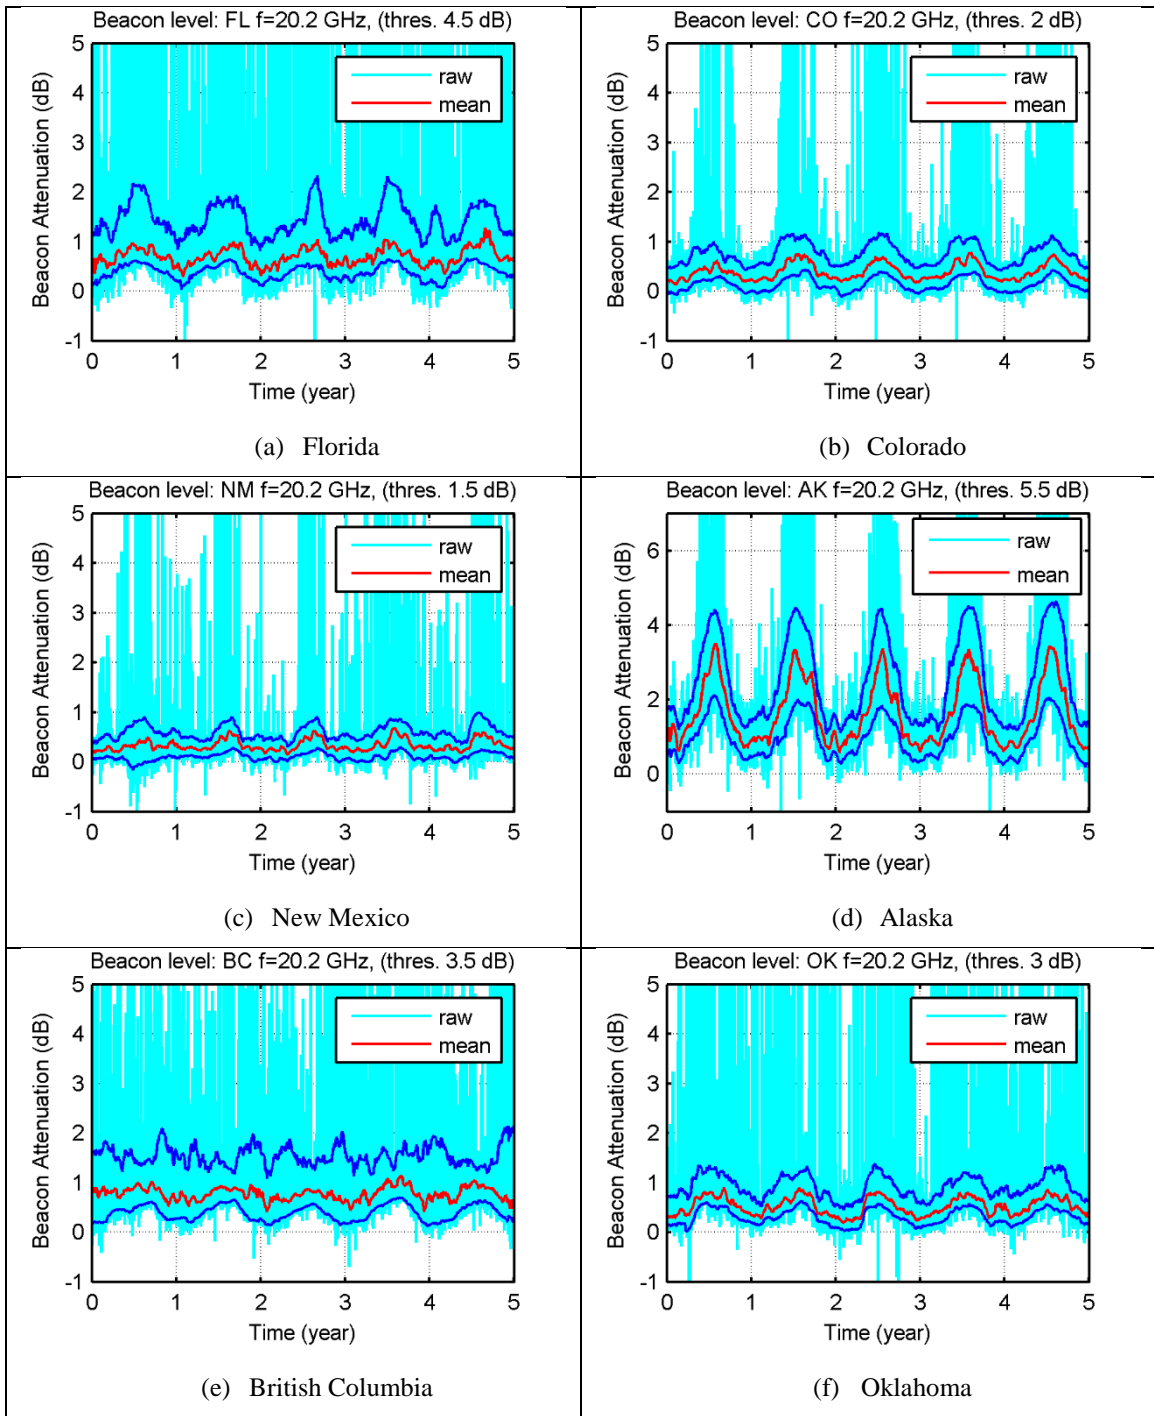 Beacon level: FL f=20.2 GHz, (thres. 4.5 dB)
5
4
3
2
1
0
-1
Beacon Attenuation (dB)
raw
mean
0 1 2 3 4 5
Time (year)
(a) Florida
Beacon level: CO f=20.2 GHz, (thres. 2 dB)
5
4
3
2
1
0
-1
Beacon Attenuation (dB)
raw
mean
0 1 2 3 4 5
Time (year)
(b) Colorado
Beacon level: NM f=20.2 GHz, (thres. 1.5 dB)
5
4
3
2
1
0
-1
Beacon Attenuation (dB)
raw
mean
0 1 2 3 4 5
Time (year)
(c) New Mexico
Beacon level: AK f=20.2 GHz, (thres. 5.5 dB)
6
4
2
0
Beacon Attenuation (dB)
raw
mean
0 1 2 3 4 5
Time (year)
(d) Alaska
Beacon level: BC f=20.2 GHz, (thres. 3.5 dB)
5
4
3
2
1
0
-1
Beacon Attenuation (dB)
raw
mean
0 1 2 3 4 5
Time (year)
(e) British Columbia
Beacon level: OK f=20.2 GHz, (thres. 3 dB)
5
4
3
2
1
0
-1
Beacon Attenuation (dB)
raw
mean
0 1 2 3 4 5
Time (year)
(f) Oklahoma